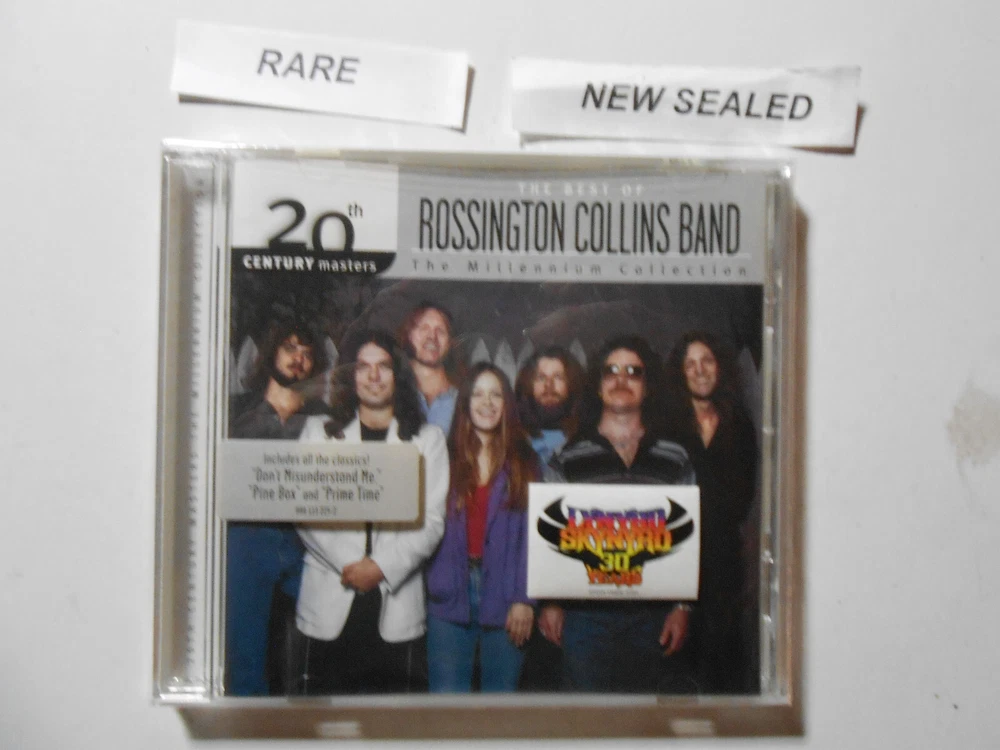 RARE
NEW SEALED
20th
CENTURY masters
THE BEST OF
ROSSINGTON COLLINS BAND
The Millennium Collection
Includes all the classics!
"Don't Misunderstand Me,"
"Pine Box" and "Prime Time"
LYNYRD
SKYNYRD
30
YEARS